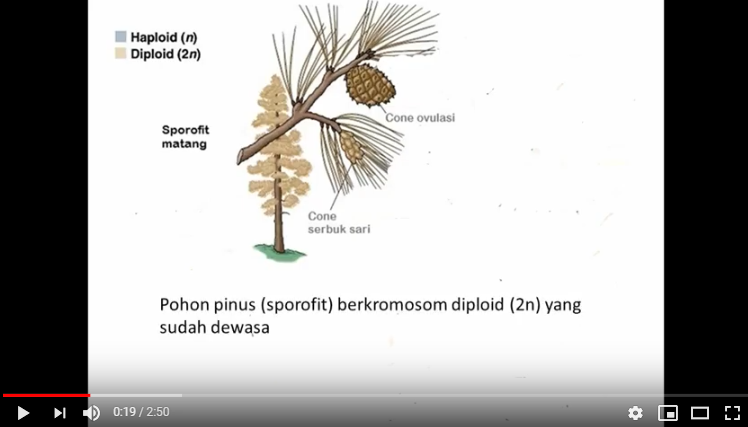 Haploid (n)
Diploid (2n)
Cone ovulasi
Sporofit
matang
Cone
serbuk sari
Pohon pinus (sporofit) berkromosom diploid (2n) yang
sudah dewasa
0:19 / 2:50